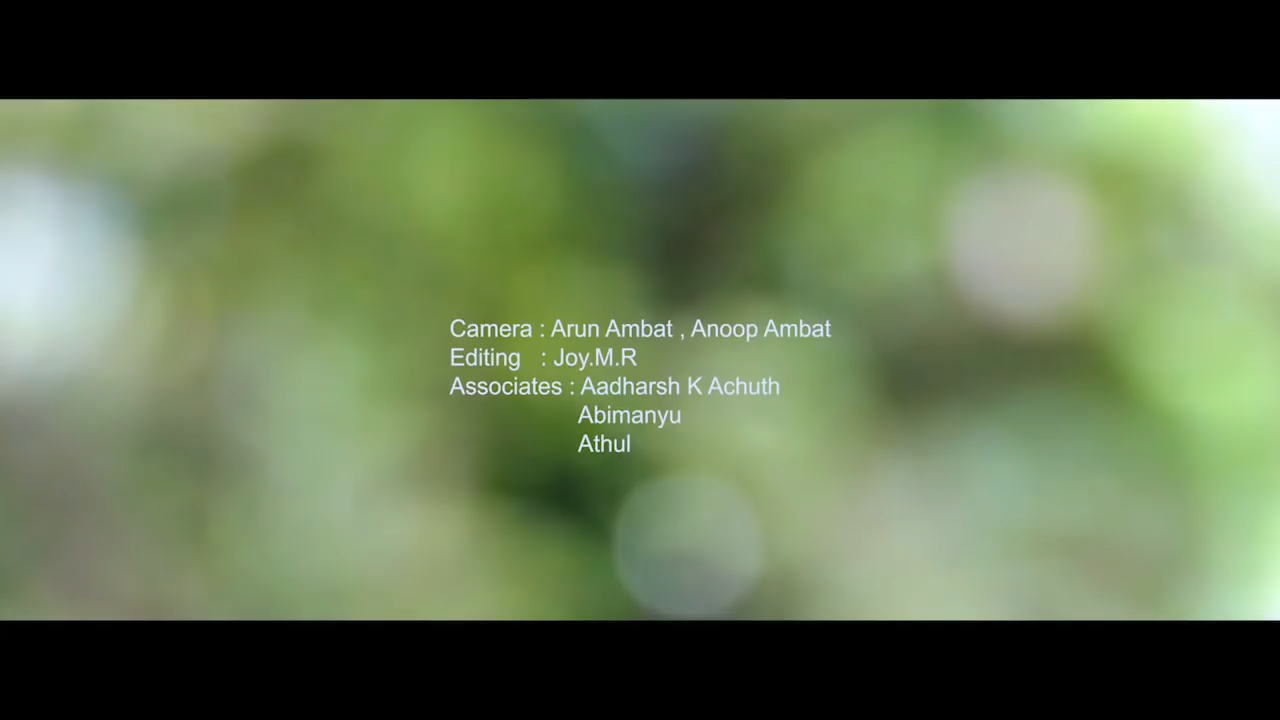 Camera : Arun Ambat , Anoop Ambat
Editing : Joy.M.R
Associates : Aadharsh K Achuth
Abimanyu
Athul